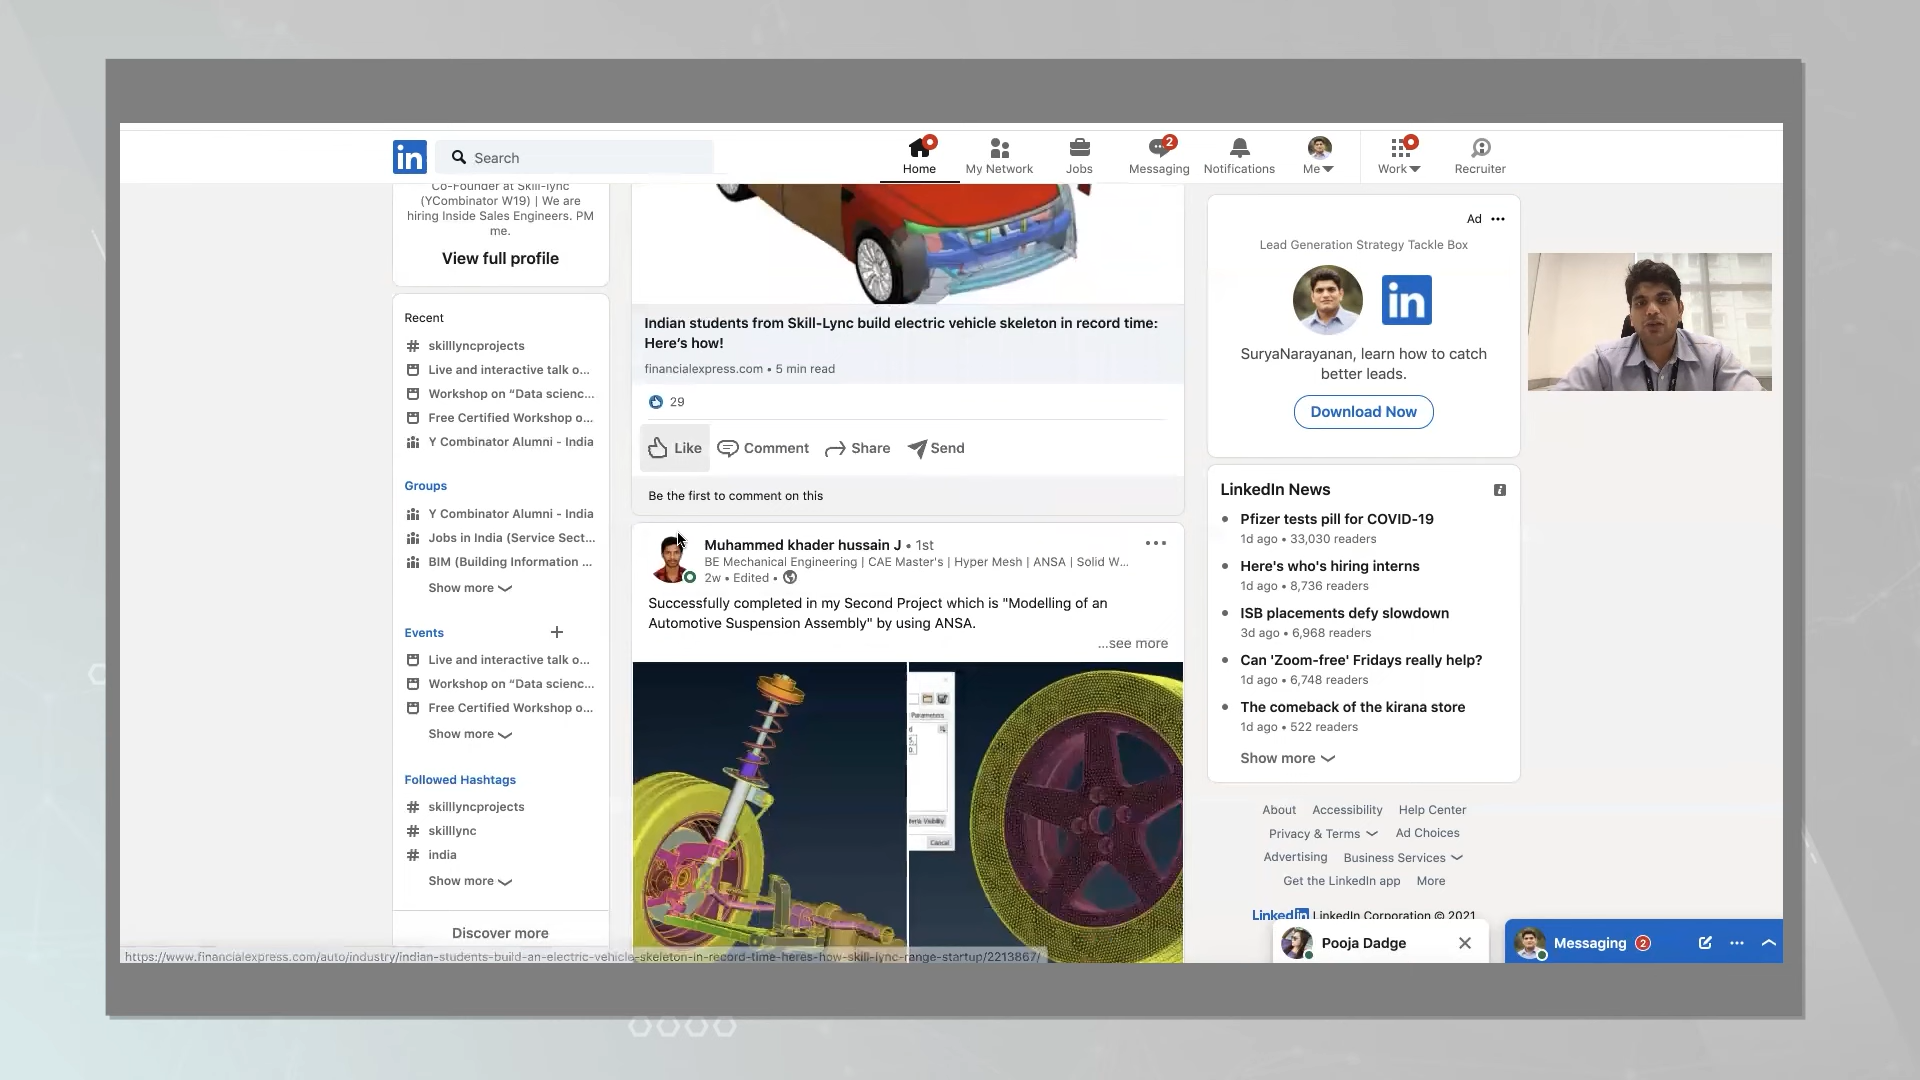 in
Search
Home
My Network
Jobs
2
Messaging
Notifications
Me
Work
Recruiter
Co-Founder at Skill-lync
(YCombinator W19) | We are
hiring Inside Sales Engineers. PM
me.
View full profile
Recent
# skilllyncprojects
Live and interactive talk o...
Workshop on “Data scienc...
Free Certified Workshop o...
Y Combinator Alumni - India
Groups
Y Combinator Alumni - India
Jobs in India (Service Sect...
BIM (Building Information ...
Show more
Events +
Live and interactive talk o...
Workshop on “Data scienc...
Free Certified Workshop o...
Show more
Followed Hashtags
# skilllyncprojects
# skilllync
# india
Show more
Discover more
Indian students from Skill-Lync build electric vehicle skeleton in record time:
Here’s how!
financialexpress.com • 5 min read
29
Like
Comment
Share
Send
Be the first to comment on this
Muhammed khader hussain J • 1st
BE Mechanical Engineering | CAE Master's | Hyper Mesh | ANSA | Solid W...
2w • Edited •
Successfully completed in my Second Project which is "Modelling of an
Automotive Suspension Assembly" by using ANSA.
...see more
Parameters
Visibility
Cancel
Ad
Lead Generation Strategy Tackle Box
in
SuryaNarayanan, learn how to catch
better leads.
Download Now
LinkedIn News
Pfizer tests pill for COVID-19
1d ago • 33,030 readers
Here's who's hiring interns
1d ago • 8,736 readers
ISB placements defy slowdown
3d ago • 6,968 readers
Can 'Zoom-free' Fridays really help?
1d ago • 6,748 readers
The comeback of the kirana store
1d ago • 522 readers
Show more
About Accessibility Help Center
Privacy & Terms Ad Choices
Advertising Business Services
Get the LinkedIn app More
Linkedin LinkedIn Corporation © 2021
Pooja Dadge
Messaging 2
https://www.financialexpress.com/auto/industry/indian-students-build-an-electric-vehicle-skeleton-in-record-time-heres-how-skill-lync-range-startup/2213867/